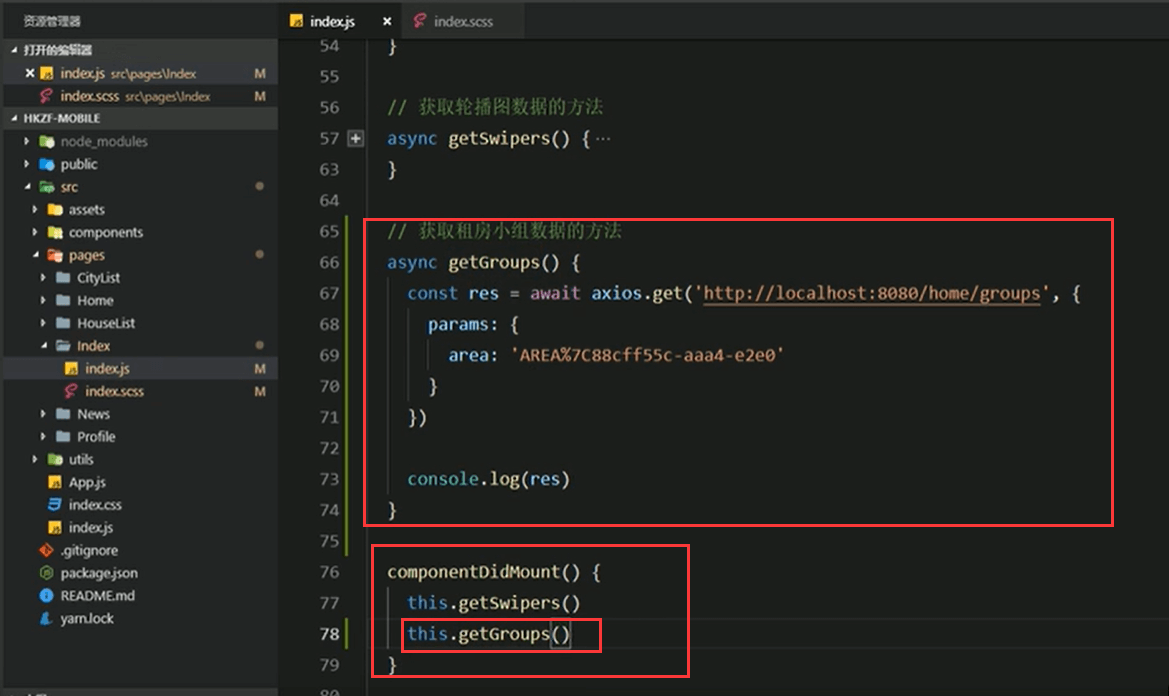 资源管理器
打开的编辑器
index.js src\pages\Index M
index.scss src\pages\Index M
HKZF-MOBILE
node_modules
public
src
assets
components
pages
CityList
Home
HouseList
Index
index.js M
index.scss M
News
Profile
utils
App.js
index.css
index.js
.gitignore
package.json
README.md
yarn.lock
index.js ×
index.scss
54 }
55
56 // 获取轮播图数据的方法
57 async getSwipers() {…
63 }
64
65 // 获取租房小组数据的方法
66 async getGroups() {
67 const res = await axios.get('http://localhost:8080/home/groups', {
68 params: {
69 area: 'AREA%7C88cff55c-aaa4-e2e0'
70 }
71 })
72
73 console.log(res)
74 }
75
76 componentDidMount() {
77 this.getSwipers()
78 this.getGroups()
79 }
80